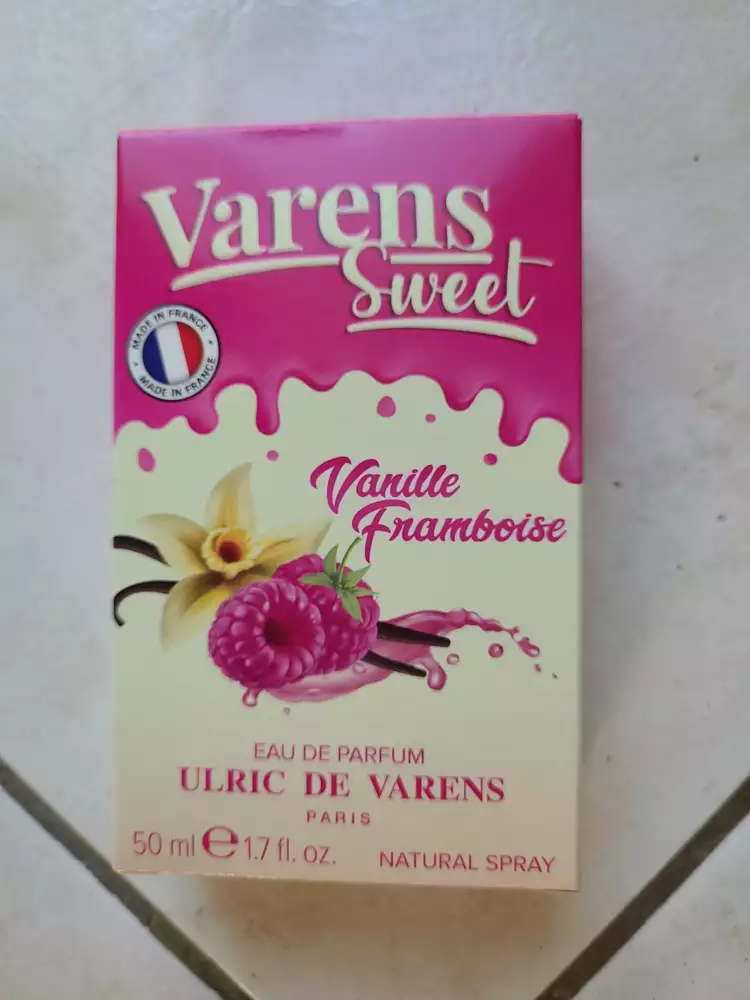 Varens
Sweet
MADE IN FRANCE
MADE IN FRANCE
Vanille
Framboise
EAU DE PARFUM
ULRIC DE VARENS
PARIS
50 ml e 1.7 fl. oz.
NATURAL SPRAY